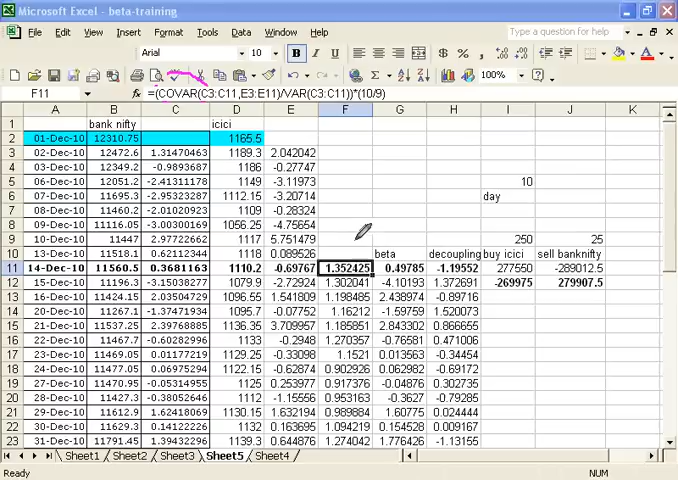 Microsoft Excel - beta-training
File Edit View Insert Format Tools Data Window Help
Arial 10 B I U
100%
F11 fx =(COVAR(C3:C11,E3:E11)/VAR(C3:C11))*(10/9)
A B C D E F G H I J K
1 bank nifty icici
2 01-Dec-10 12310.75 1165.5
3 02-Dec-10 12472.6 1.31470463 1189.3 2.042042
4 03-Dec-10 12349.2 -0.9893687 1186 -0.27747
5 06-Dec-10 12051.2 -2.41311178 1149 -3.11973 10
6 07-Dec-10 11695.3 -2.95320713 1112.15 -3.20714 day
7 08-Dec-10 11460.2 -2.01020923 1109 -0.28324
8 09-Dec-10 11116.05 -3.00300169 1056.25 -4.75654
9 10-Dec-10 11447 2.97722662 1117 5.751479 250 25
10 13-Dec-10 11518.1 0.62112344 1118 0.089526 beta decoupling buy icici sell banknifty
11 14-Dec-10 11560.5 0.3681163 1110.2 -0.69767 1.352425 0.49785 -1.19552 277550 -289012.5
12 15-Dec-10 11196.3 -3.15038277 1079.9 -2.72924 1.302041 -4.10193 1.372691 -269975 279907.5
13 16-Dec-10 11424.15 2.03504729 1096.55 1.541809 1.198485 2.438974 -0.89716
14 20-Dec-10 11267.1 -1.37471934 1095.7 -0.07752 1.16212 -1.59759 1.520073
15 21-Dec-10 11537.25 2.39768885 1136.35 3.709957 1.185851 2.843302 0.866655
16 22-Dec-10 11467.7 -0.60282996 1133 -0.2948 1.270357 -0.76581 0.471006
17 23-Dec-10 11469.05 0.01177219 1129.25 -0.33098 1.1521 0.013563 -0.34454
18 24-Dec-10 11477.05 0.06975294 1122.15 -0.62874 0.902926 0.062982 -0.69172
19 27-Dec-10 11470.95 -0.05314955 1125 0.253977 0.917376 -0.04876 0.302735
20 28-Dec-10 11427.3 -0.38052646 1112 -1.15556 0.953163 -0.3627 -0.79285
21 29-Dec-10 11612.9 1.62418069 1130.15 1.632194 0.989884 1.60775 0.024444
22 30-Dec-10 11629.3 0.14122226 1132 0.163695 1.094219 0.154528 0.009167
23 31-Dec-10 11791.45 1.39432296 1139.3 0.644876 1.274042 1.776426 -1.13155
Sheet1 Sheet2 Sheet3 Sheet5 Sheet4
Ready NUM